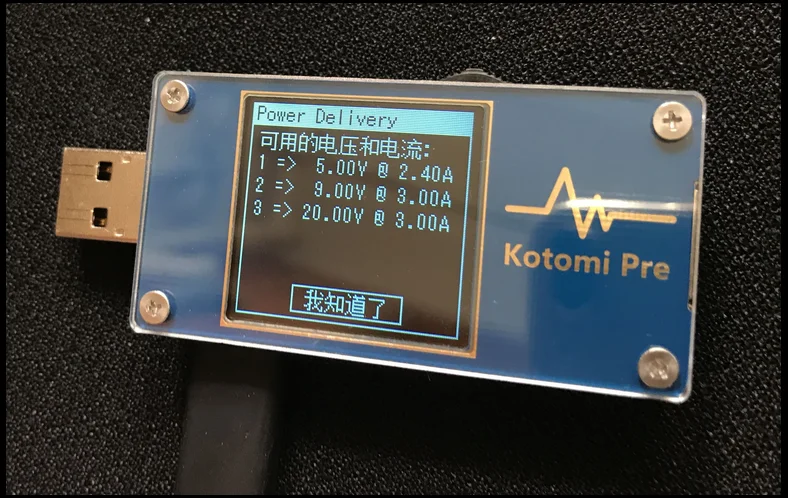 Power Delivery
可用的电压和电流:
1 => 5.00V @ 2.40A
2 => 9.00V @ 3.00A
3 => 20.00V @ 3.00A
我知道了
Kotomi Pre